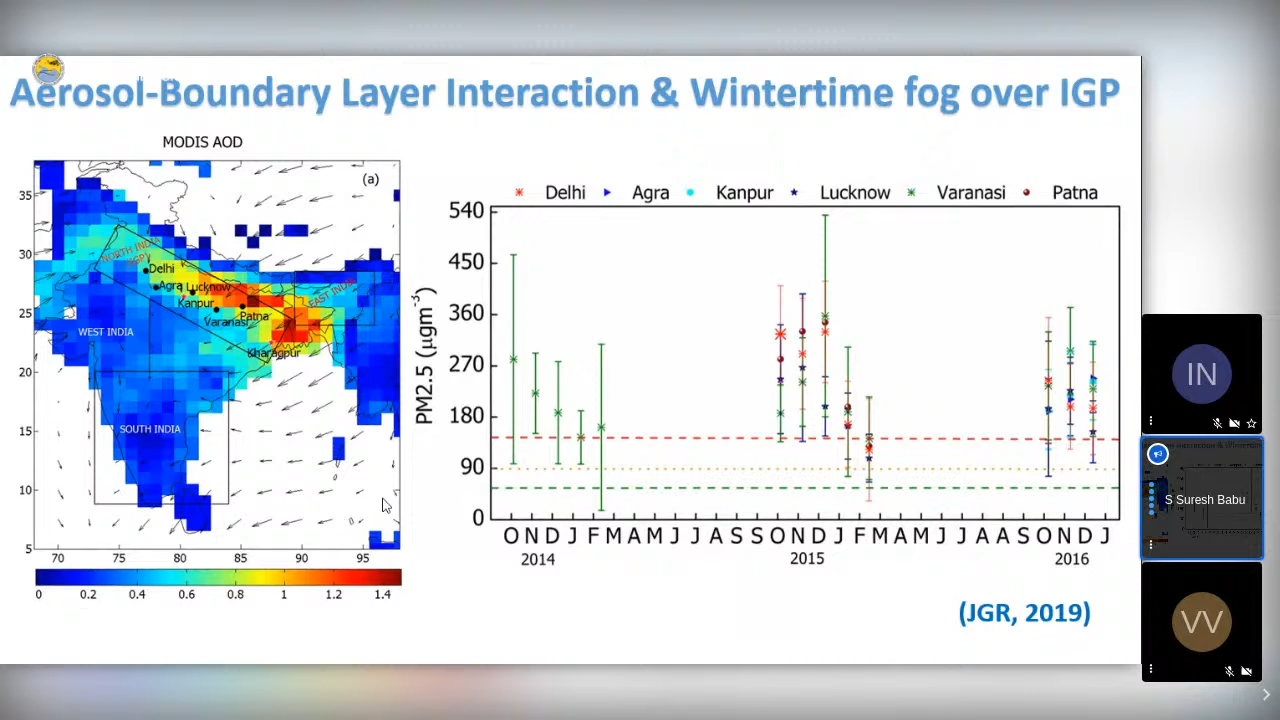 Aerosol-Boundary Layer Interaction & Wintertime fog over IGP
MODIS AOD
(a)
35
30
25
20
15
10
5
70 75 80 85 90 95
NORTH INDIA
Delhi
Agra Lucknow
Kanpur
Varanasi
Patna
Kharagpur
EAST INDIA
WEST INDIA
SOUTH INDIA
0 0.2 0.4 0.6 0.8 1 1.2 1.4
Delhi Agra Kanpur Lucknow Varanasi Patna
PM2.5 (μgm⁻³)
540
450
360
270
180
90
0
O N D J F M A M J J A S O N D J F M A M J J A S O N D J
2014 2015 2016
(JGR, 2019)
IN
S Suresh Babu
VV